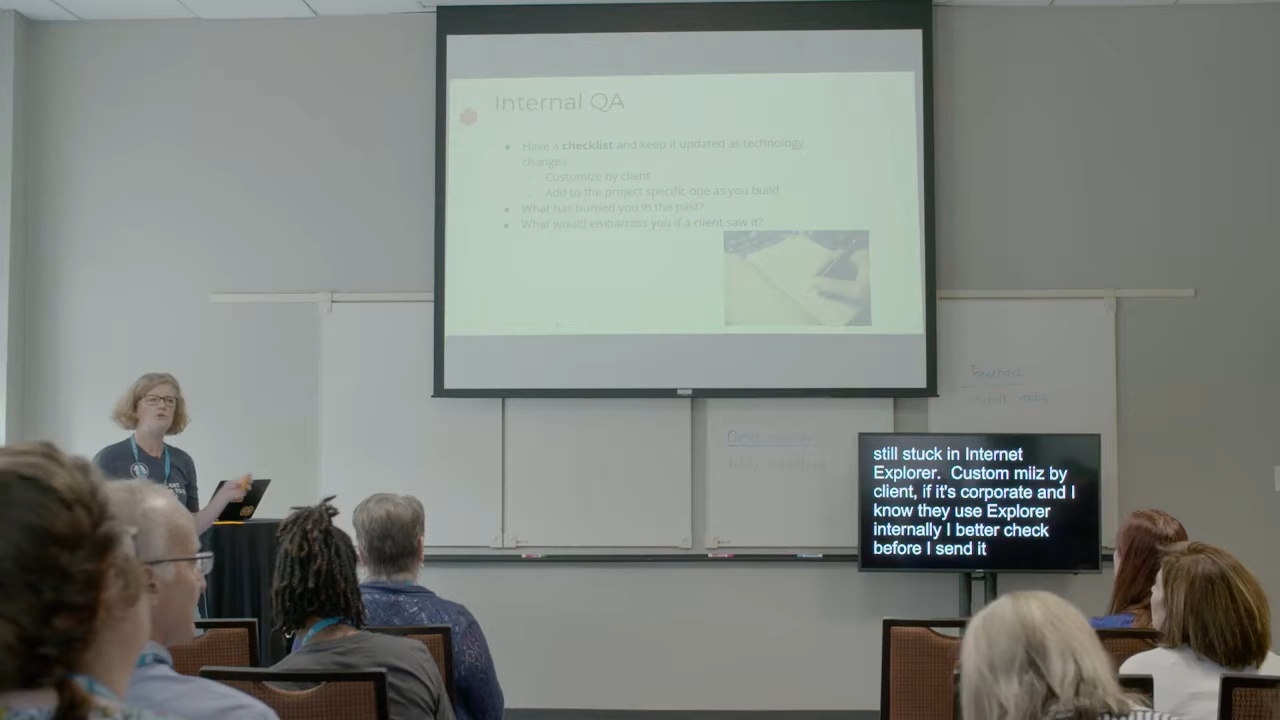 Internal QA
● Have a checklist and keep it updated as technology
changes
○ Customize by client
○ Add to the project specific one as you build
● What has burned you in the past?
● What would embarrass you if a client saw it?
still stuck in Internet
Explorer.  Custom miiz by
client, if it's corporate and I
know they use Explorer
internally I better check
before I send it